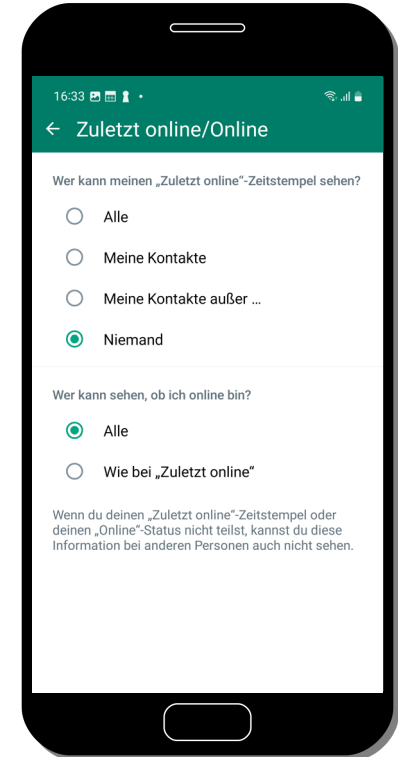 16:33
Zuletzt online/Online
Wer kann meinen „Zuletzt online“-Zeitstempel sehen?
Alle
Meine Kontakte
Meine Kontakte außer ...
Niemand
Wer kann sehen, ob ich online bin?
Alle
Wie bei „Zuletzt online“
Wenn du deinen „Zuletzt online“-Zeitstempel oder
deinen „Online“-Status nicht teilst, kannst du diese
Information bei anderen Personen auch nicht sehen.